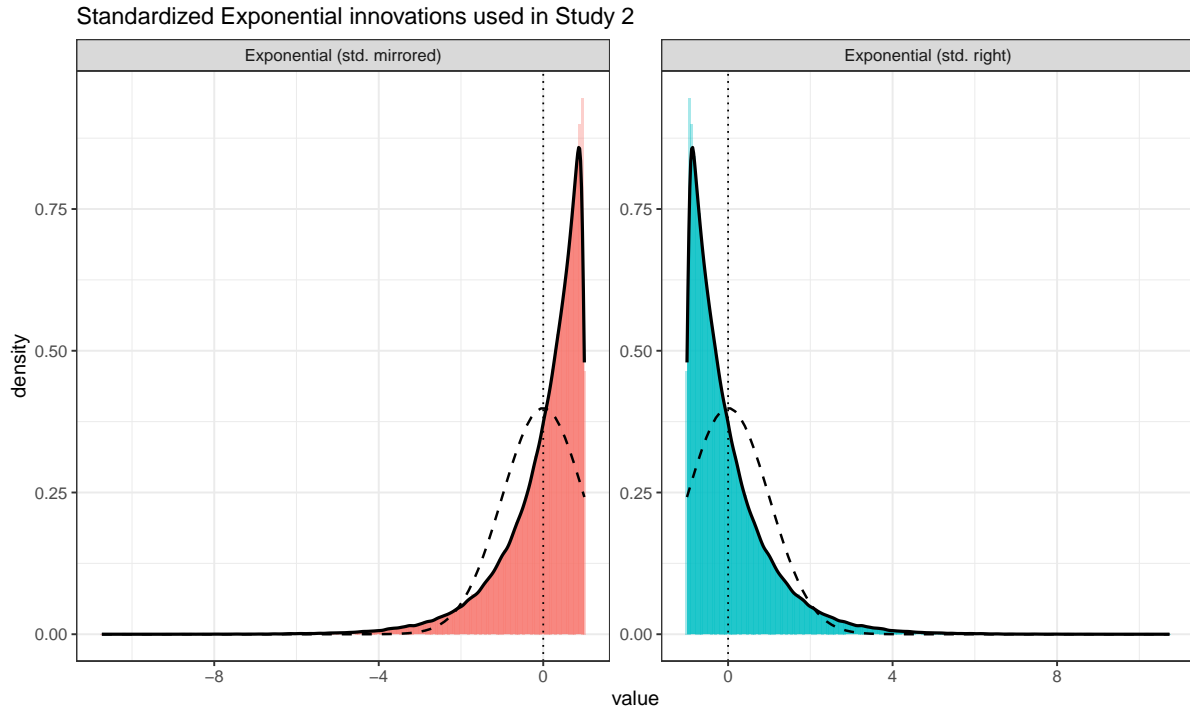 Standardized Exponential innovations used in Study 2
Exponential (std. mirrored)
Exponential (std. right)
density
0.75
0.50
0.25
0.00
−8
−4
0
0.75
0.50
0.25
0.00
0
4
8
value